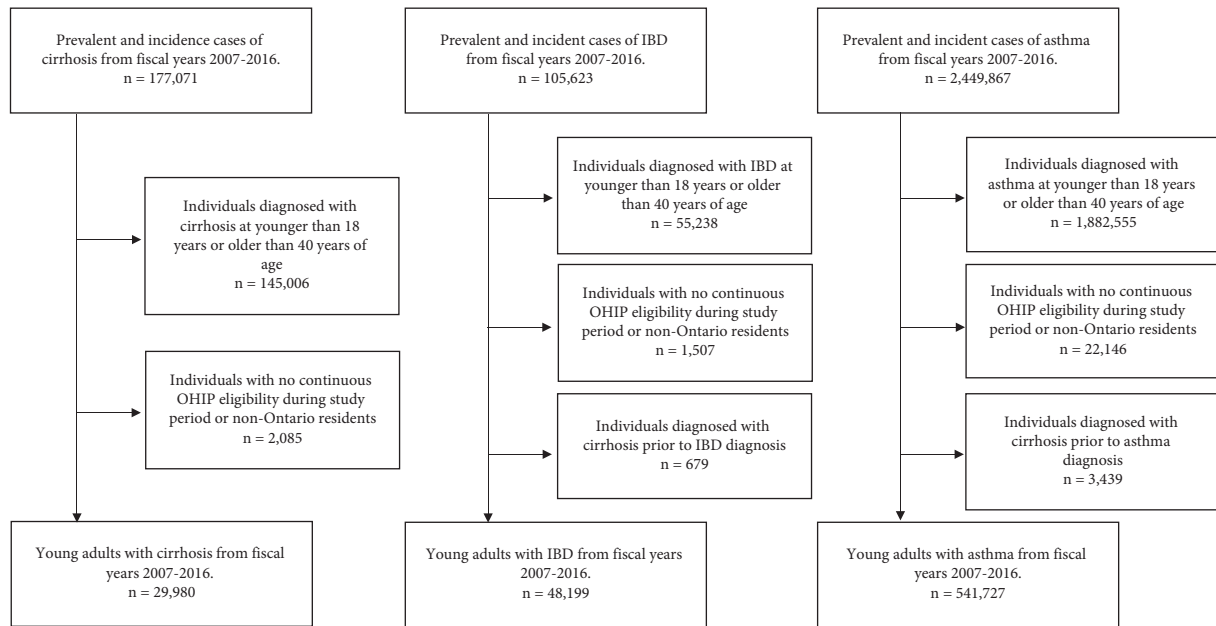 Prevalent and incidence cases of
cirrhosis from fiscal years 2007-2016.
n = 177,071
Individuals diagnosed with
cirrhosis at younger than 18
years or older than 40 years of
age
n = 145,006
Individuals with no continuous
OHIP eligibility during study
period or non-Ontario residents
n = 2,085
Young adults with cirrhosis from fiscal
years 2007-2016.
n = 29,980
Prevalent and incident cases of IBD
from fiscal years 2007-2016.
n = 105,623
Individuals diagnosed with IBD at
younger than 18 years or older
than 40 years of age
n = 55,238
Individuals with no continuous
OHIP eligibility during study
period or non-Ontario residents
n = 1,507
Individuals diagnosed with
cirrhosis prior to IBD diagnosis
n = 679
Young adults with IBD from fiscal years
2007-2016.
n = 48,199
Prevalent and incident cases of asthma
from fiscal years 2007-2016.
n = 2,449,867
Individuals diagnosed with
asthma at younger than 18 years
or older than 40 years of age
n = 1,882,555
Individuals with no continuous
OHIP eligibility during study
period or non-Ontario residents
n = 22,146
Individuals diagnosed with
cirrhosis prior to asthma
diagnosis
n = 3,439
Young adults with asthma from fiscal
years 2007-2016.
n = 541,727